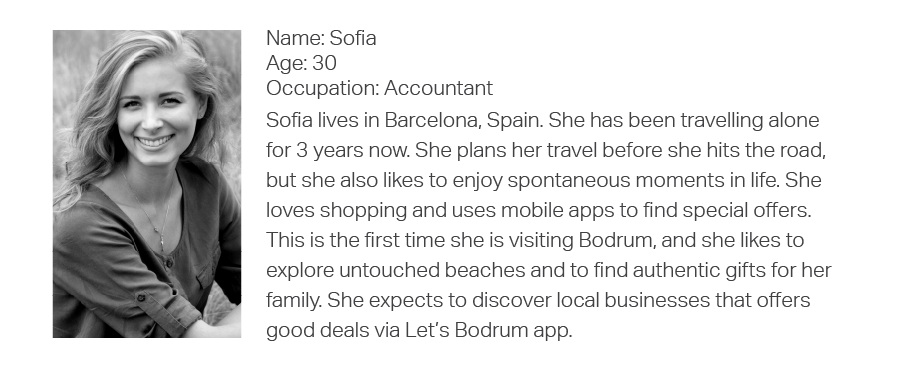 Name: Sofia
Age: 30
Occupation: Accountant
Sofia lives in Barcelona, Spain. She has been travelling alone
for 3 years now. She plans her travel before she hits the road,
but she also likes to enjoy spontaneous moments in life. She
loves shopping and uses mobile apps to find special offers.
This is the first time she is visiting Bodrum, and she likes to
explore untouched beaches and to find authentic gifts for her
family. She expects to discover local businesses that offers
good deals via Let’s Bodrum app.